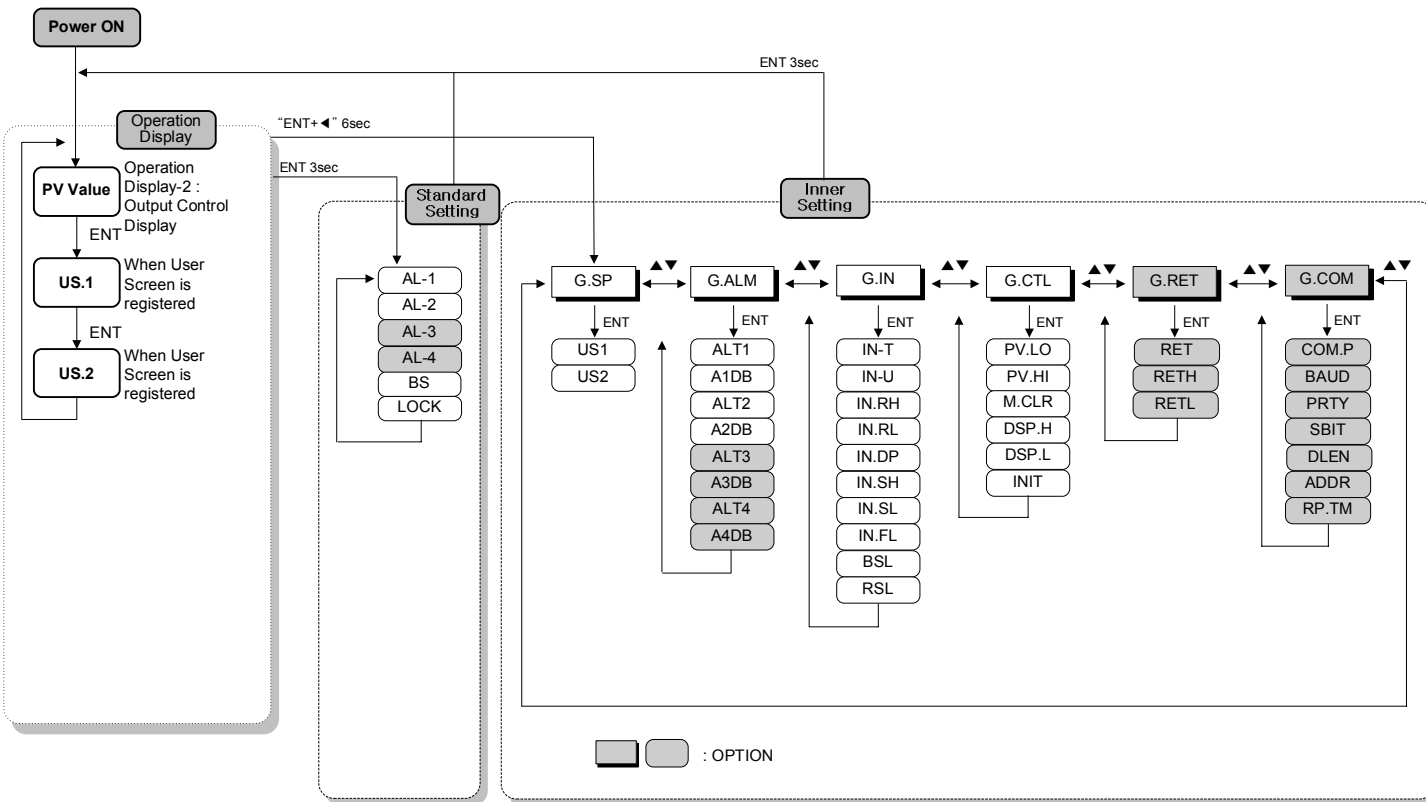 Power ON
ENT 3sec
Operation
Display
"ENT+◀" 6sec
ENT 3sec
PV Value
Operation
Display-2 :
Output Control
Display
ENT
US.1
When User
Screen is
registered
ENT
US.2
When User
Screen is
registered
Standard
Setting
AL-1
AL-2
AL-3
AL-4
BS
LOCK
Inner
Setting
G.SP
▲▼
G.ALM
▲▼
G.IN
▲▼
G.CTL
▲▼
G.RET
▲▼
G.COM
▲▼
ENT
US1
US2
ENT
ALT1
A1DB
ALT2
A2DB
ALT3
A3DB
ALT4
A4DB
ENT
IN-T
IN-U
IN.RH
IN.RL
IN.DP
IN.SH
IN.SL
IN.FL
BSL
RSL
ENT
PV.LO
PV.HI
M.CLR
DSP.H
DSP.L
INIT
ENT
RET
RETH
RETL
ENT
COM.P
BAUD
PRTY
SBIT
DLEN
ADDR
RP.TM
: OPTION